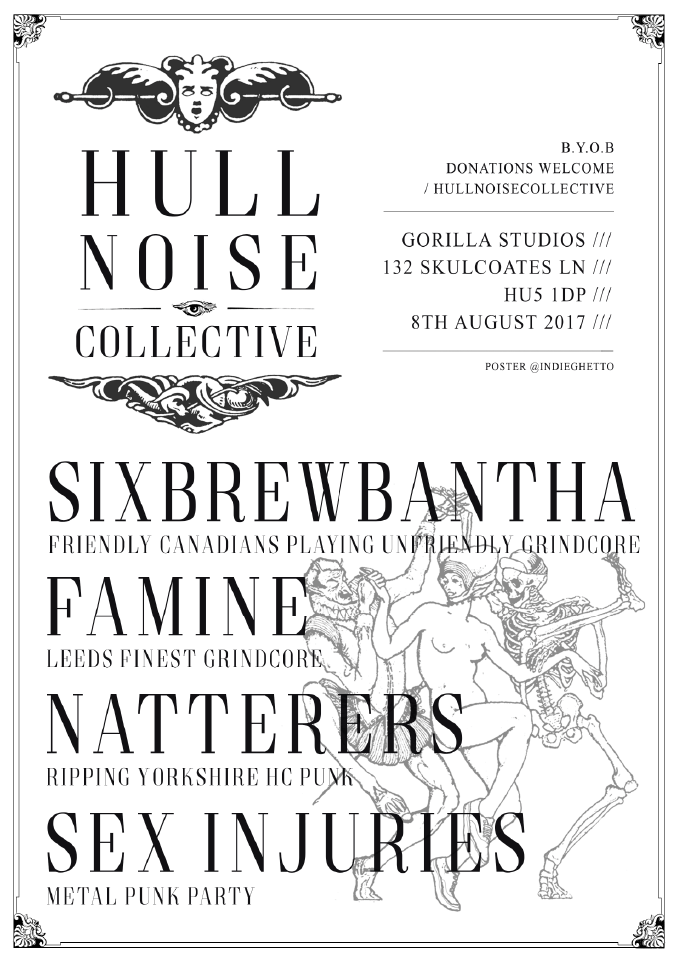 HULL
NOISE
COLLECTIVE
B.Y.O.B
DONATIONS WELCOME
/ HULLNOISECOLLECTIVE
GORILLA STUDIOS ///
132 SKULCOATES LN ///
HU5 1DP ///
8TH AUGUST 2017 ///
POSTER @INDIEGHETTO
SIXBREWBANTHA
FRIENDLY CANADIANS PLAYING UNFRIENDLY GRINDCORE
FAMINE
LEEDS FINEST GRINDCORE
NATTERERS
RIPPING YORKSHIRE HC PUNK
SEX INJURIES
METAL PUNK PARTY